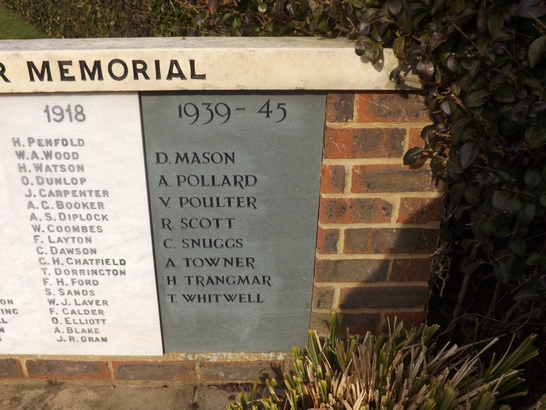 R MEMORIAL
1918
H. PENFOLD
W. A. WOOD
H. WATSON
O. DUNLOP
J. CARPENTER
A. C. BOOKER
A. S. DIPLOCK
W. COOMBES
F. LAYTON
C. DAWSON
G. H. CHATFIELD
T. DORRINGTON
F. H. FORD
S. SANDS
W. J. LAVER
F. CALDER
O. ELLIOTT
A. BLAKE
J. R. ORAM
1939-45
D. MASON
A. POLLARD
V. POULTER
R. SCOTT
C. SNUGGS
A. TOWNER
H. TRANGMAR
T. WHITWELL